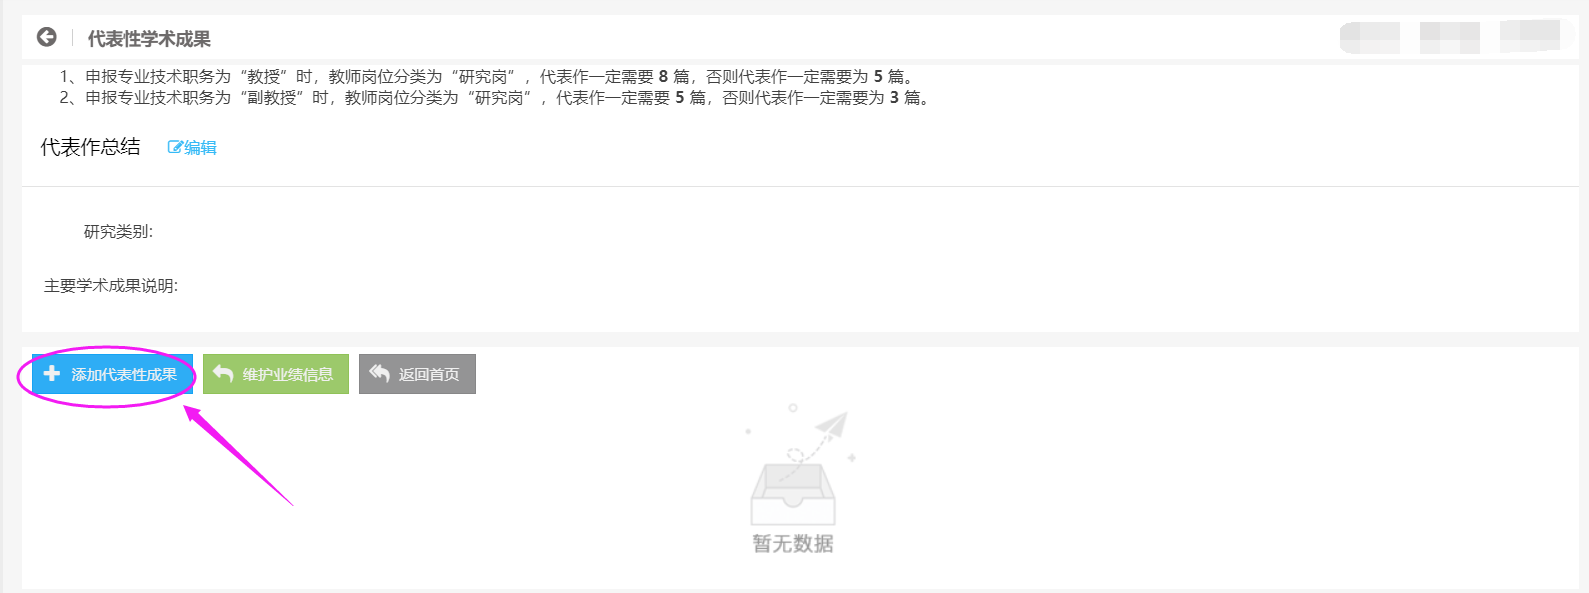 代表性学术成果
1、申报专业技术职务为“教授”时，教师岗位分类为“研究岗”，代表作一定需要 8 篇，否则代表作一定需要为 5 篇。
2、申报专业技术职务为“副教授”时，教师岗位分类为“研究岗”，代表作一定需要 5 篇，否则代表作一定需要为 3 篇。
代表作总结 编辑
研究类别:
主要学术成果说明:
添加代表性成果 维护业绩信息 返回首页
暂无数据